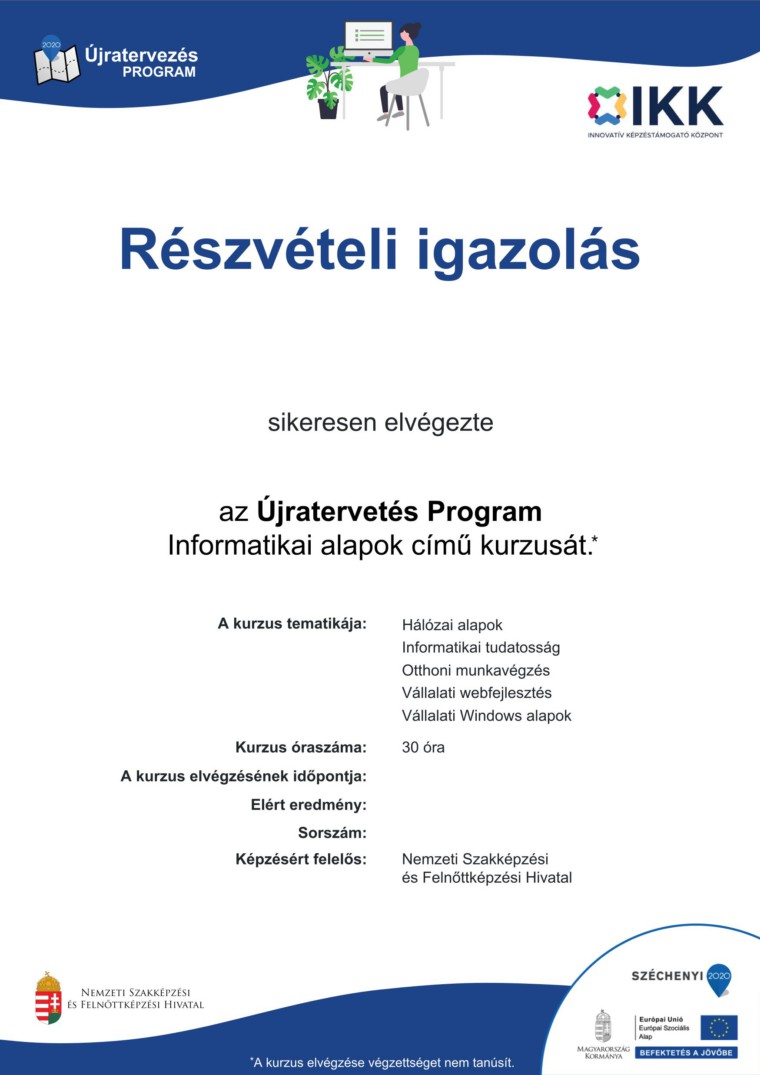 2020
Újratervezés
PROGRAM
IKK
INNOVATÍV KÉPZÉSTÁMOGATÓ KÖZPONT
Részvételi igazolás
sikeresen elvégezte
az Újratervetés Program
Informatikai alapok című kurzusát.*
A kurzus tematikája: Hálózai alapok
Informatikai tudatosság
Otthoni munkavégzés
Vállalati webfejlesztés
Vállalati Windows alapok
Kurzus óraszáma: 30 óra
A kurzus elvégzésének időpontja:
Elért eredmény:
Sorszám:
Képzésért felelős: Nemzeti Szakképzési
és Felnőttképzési Hivatal
Nemzeti Szakképzési
és Felnőttképzési Hivatal
SZÉCHENYI 2020
Magyarország
Kormánya
Európai Unió
Európai Szociális
Alap
BEFEKTETÉS A JÖVŐBE
*A kurzus elvégzése végzettséget nem tanúsít.